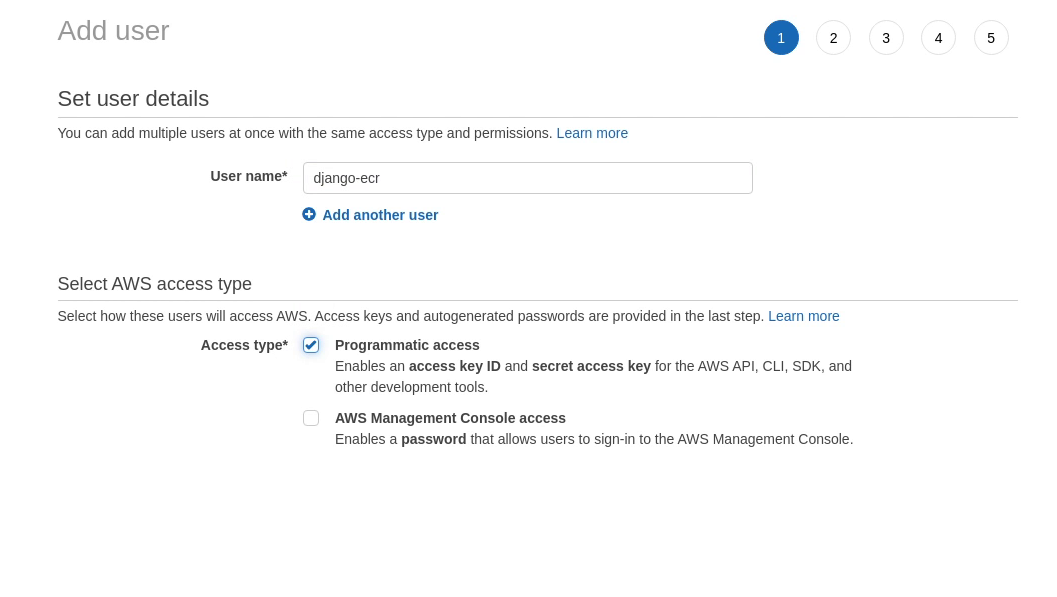 Add user
1 2 3 4 5
Set user details
You can add multiple users at once with the same access type and permissions. Learn more
User name* django-ecr
Add another user
Select AWS access type
Select how these users will access AWS. Access keys and autogenerated passwords are provided in the last step. Learn more
Access type* Programmatic access
Enables an access key ID and secret access key for the AWS API, CLI, SDK, and
other development tools.
AWS Management Console access
Enables a password that allows users to sign-in to the AWS Management Console.